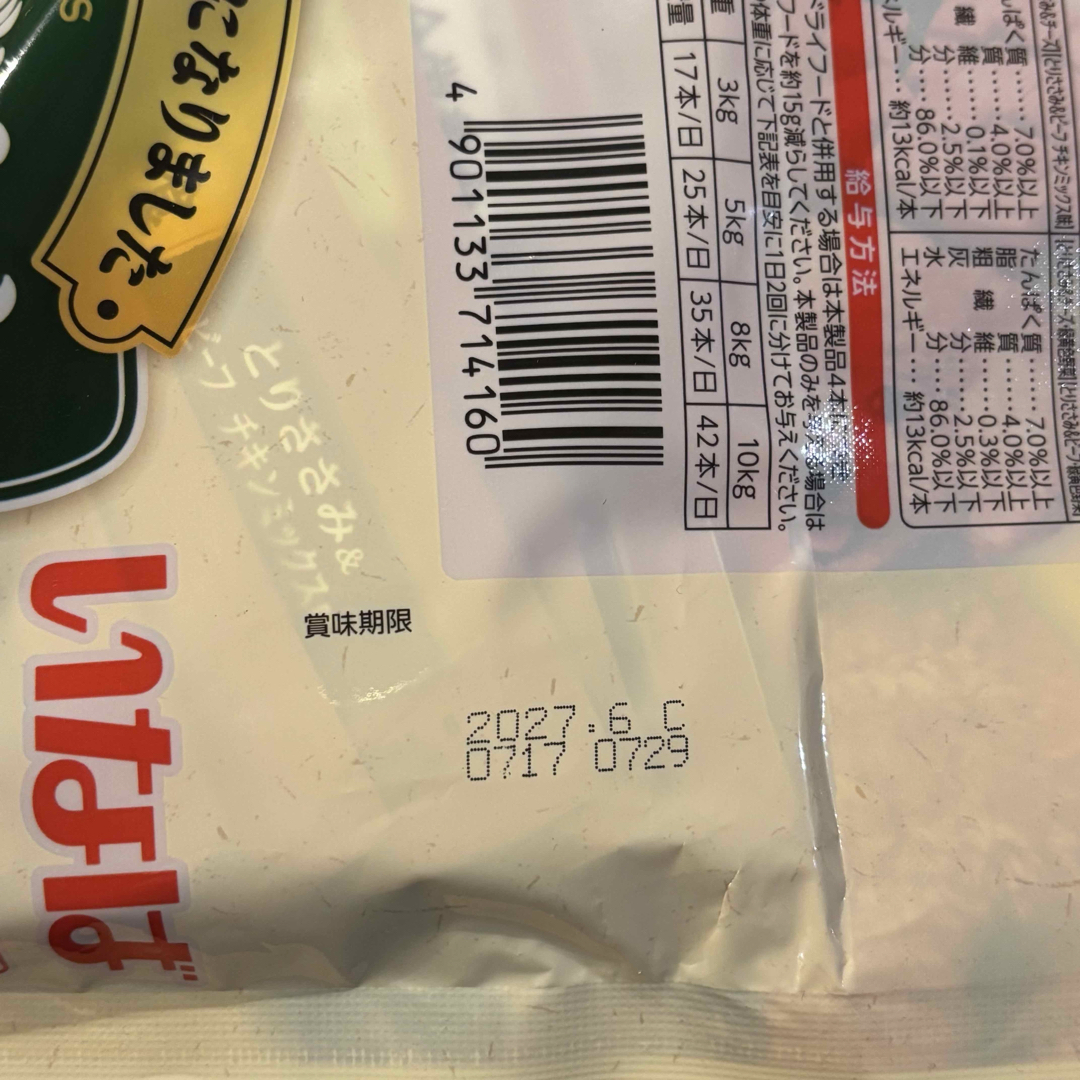 になりました
とりささみ&
ビーフ チキンミックス
いなば
賞味期限
2027.6 C
0717 0729
4 901133 714160
3kg 5kg 8kg 10kg
17本/日 25本/日 35本/日 42本/日
給与方法
ドライフードと併用する場合は本製品4本
フードを約15g減らしてください。本製品のみを 場合は
体重に応じて下記表を目安に1日2回に分けてお与えください。
質……7.0%以上
質……4.0%以上
繊 維……0.1%以下
分……2.5%以下
分……86.0%以下
ルギー…約13kcal/本
たんぱく質……7.0%以上
脂 質……4.0%以上
粗 繊 維……0.3%以下
灰 分……2.5%以下
水 分……86.0%以下
エネルギー…約13kcal/本